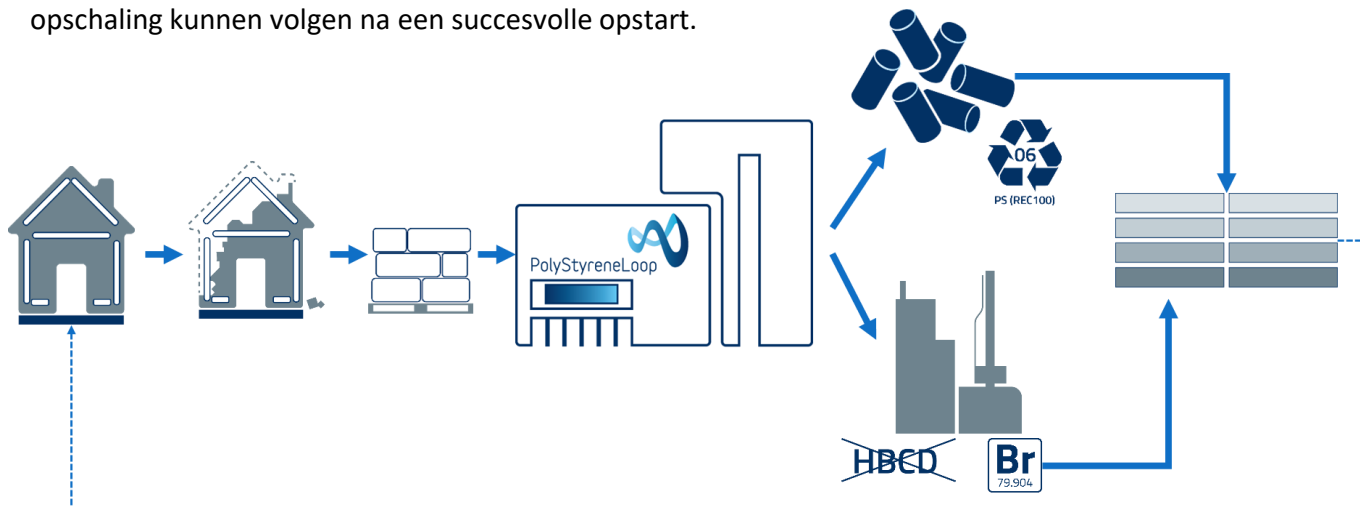 opschaling kunnen volgen na een succesvolle opstart.
06
PS (REC100)
PolyStyreneLoop
HBCD
Br
79.904